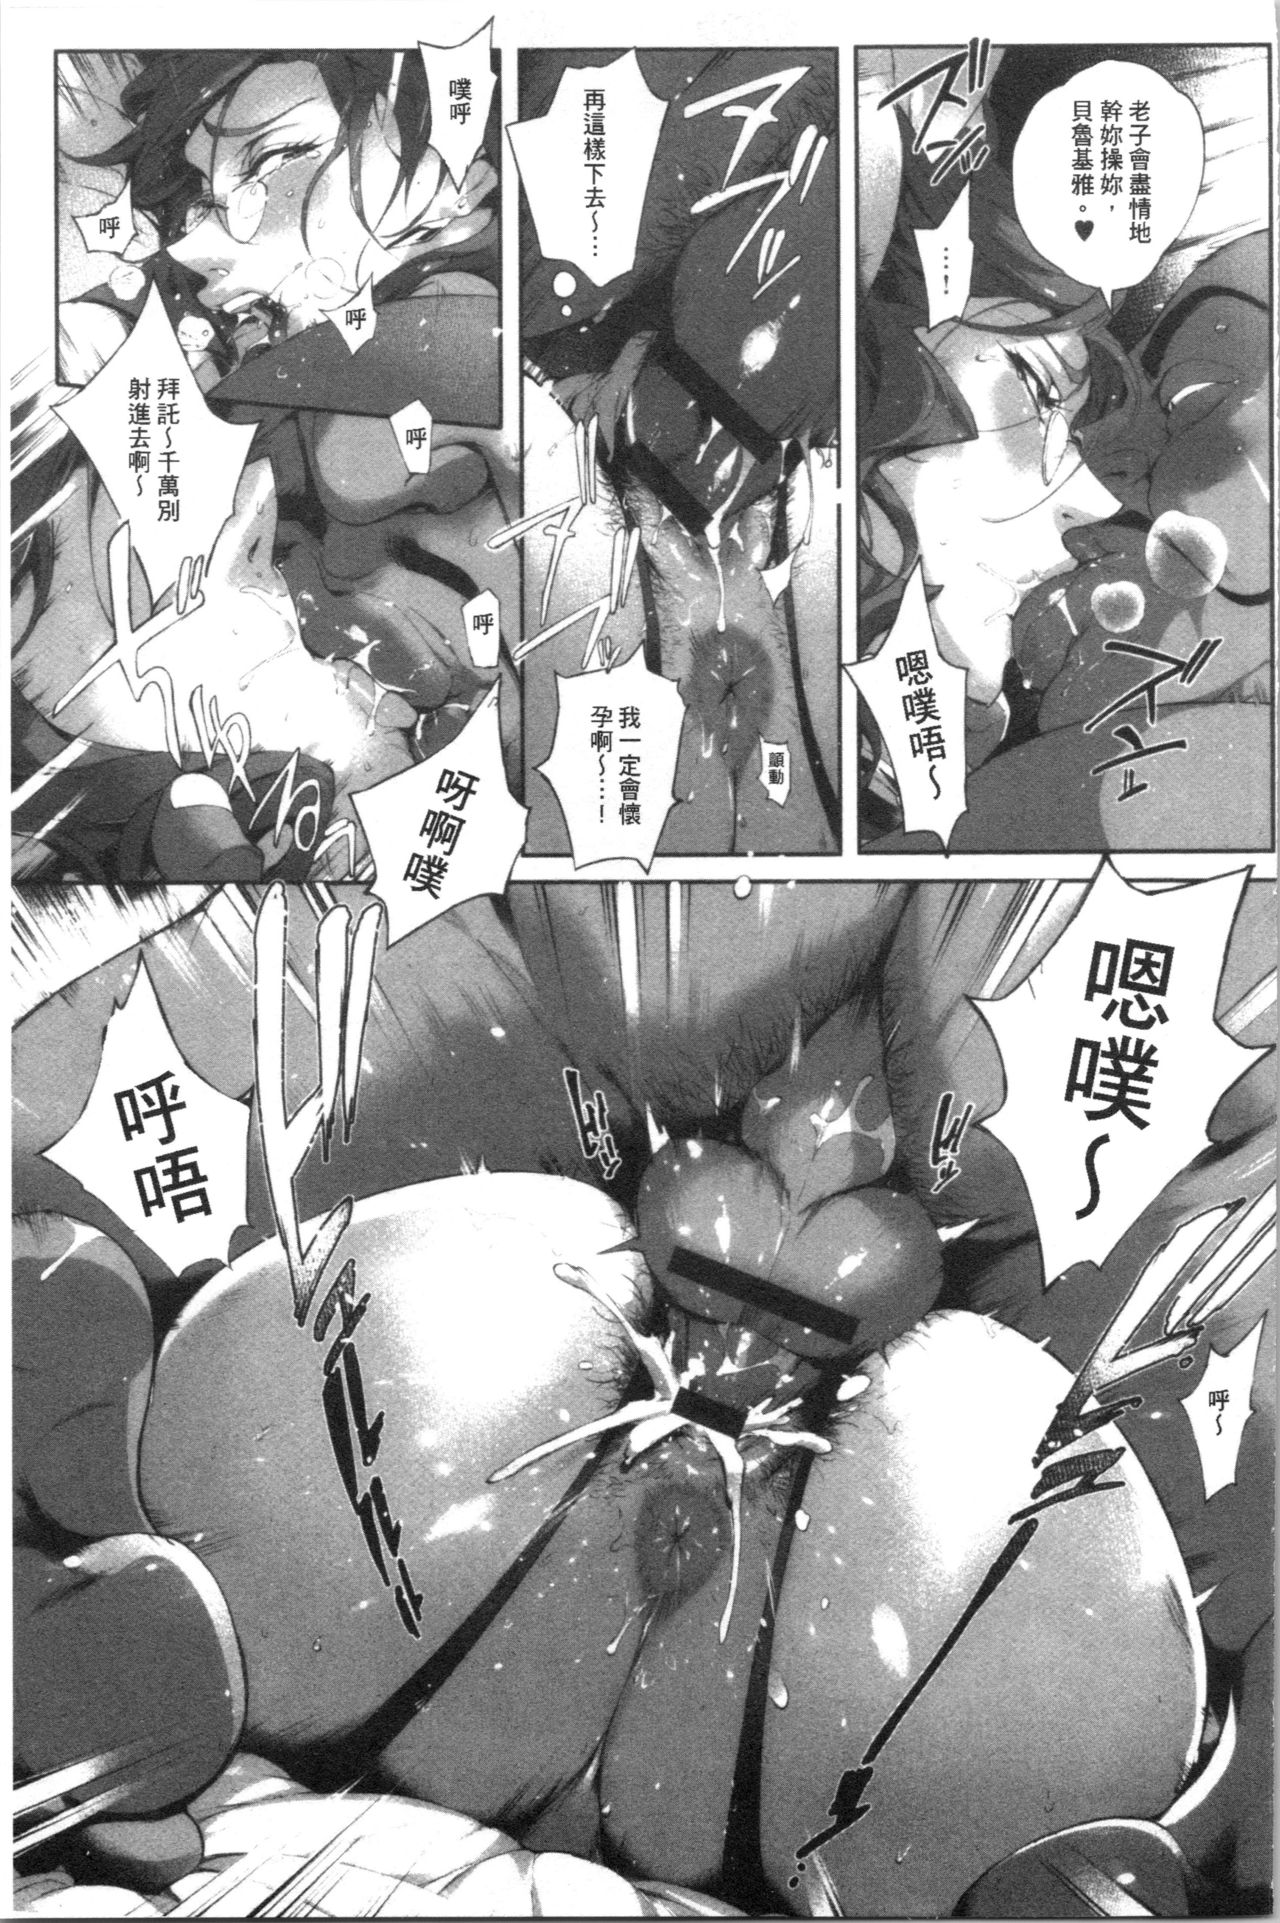 老子會盡情地
幹妳操妳，
貝魯基雅。♥
…！
嗯噗唔～
再這樣下去～…
我一定會懷
孕啊～…！
顫動
噗呼
呼
呼
拜託～千萬別
射進去啊～
呼
呼
呀啊噗
嗯噗～
呼唔
呼～